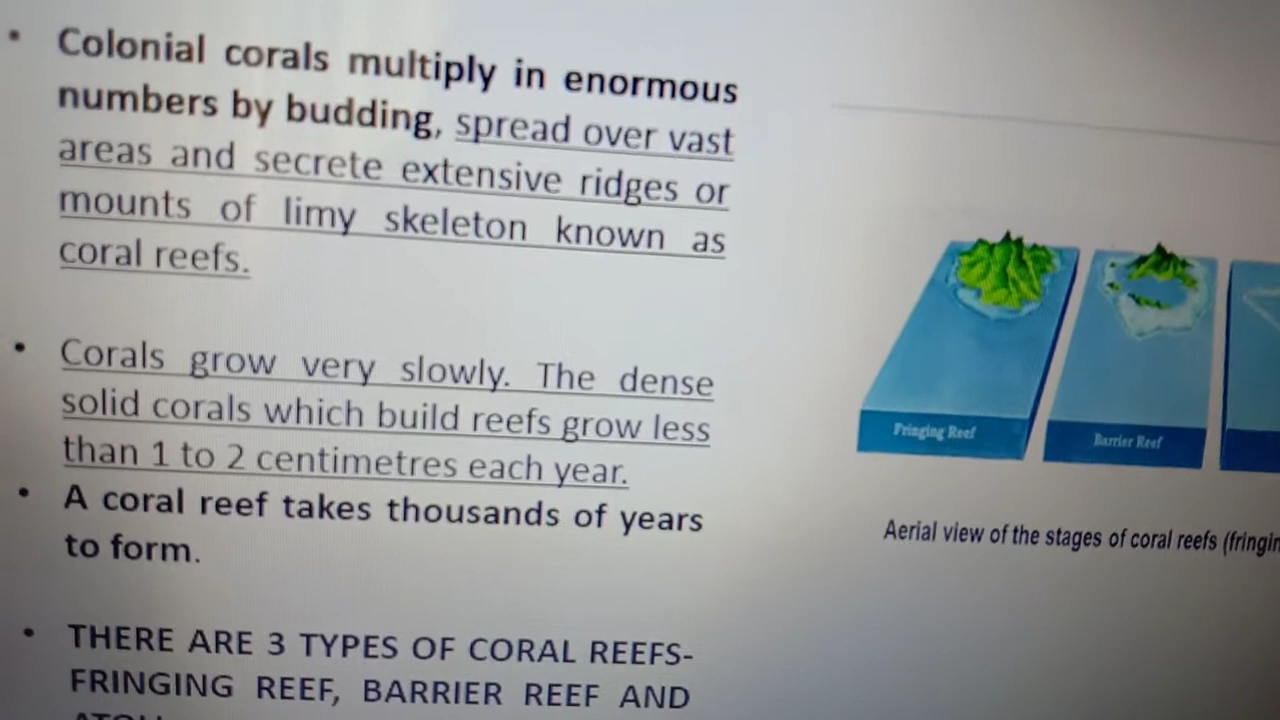 • Colonial corals multiply in enormous
numbers by budding, spread over vast
areas and secrete extensive ridges or
mounts of limy skeleton known as
coral reefs.
• Corals grow very slowly. The dense
solid corals which build reefs grow less
than 1 to 2 centimetres each year.
• A coral reef takes thousands of years
to form.
• THERE ARE 3 TYPES OF CORAL REEFS-
FRINGING REEF, BARRIER REEF AND
Fringing Reef
Barrier Reef
Aerial view of the stages of coral reefs